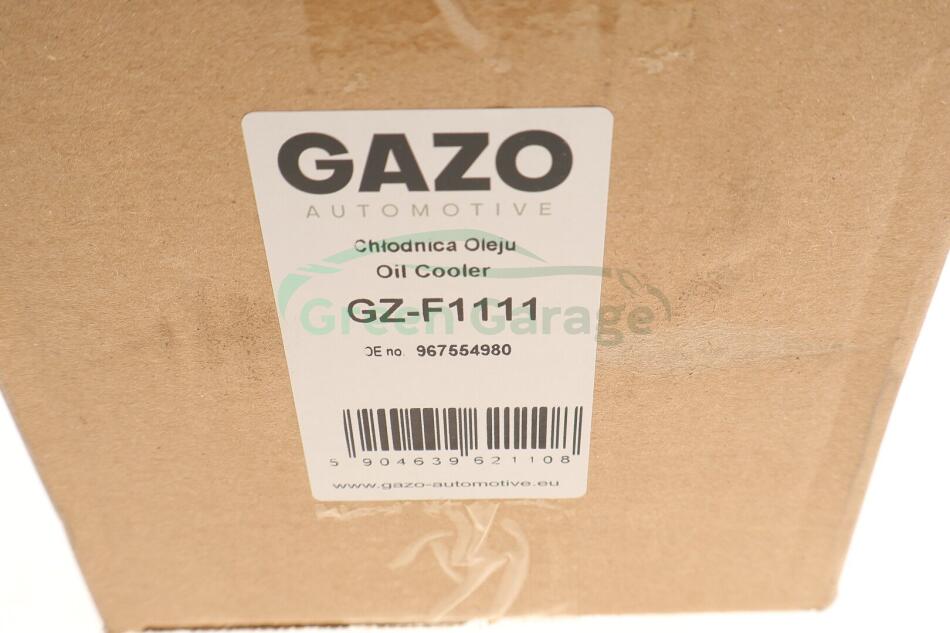 GAZO
AUTOMOTIVE
Chłodnica Oleju
Oil Cooler
GZ-F1111
Green Garage
OE no. 967554980
5 904639 621108
www.gazo-automotive.eu